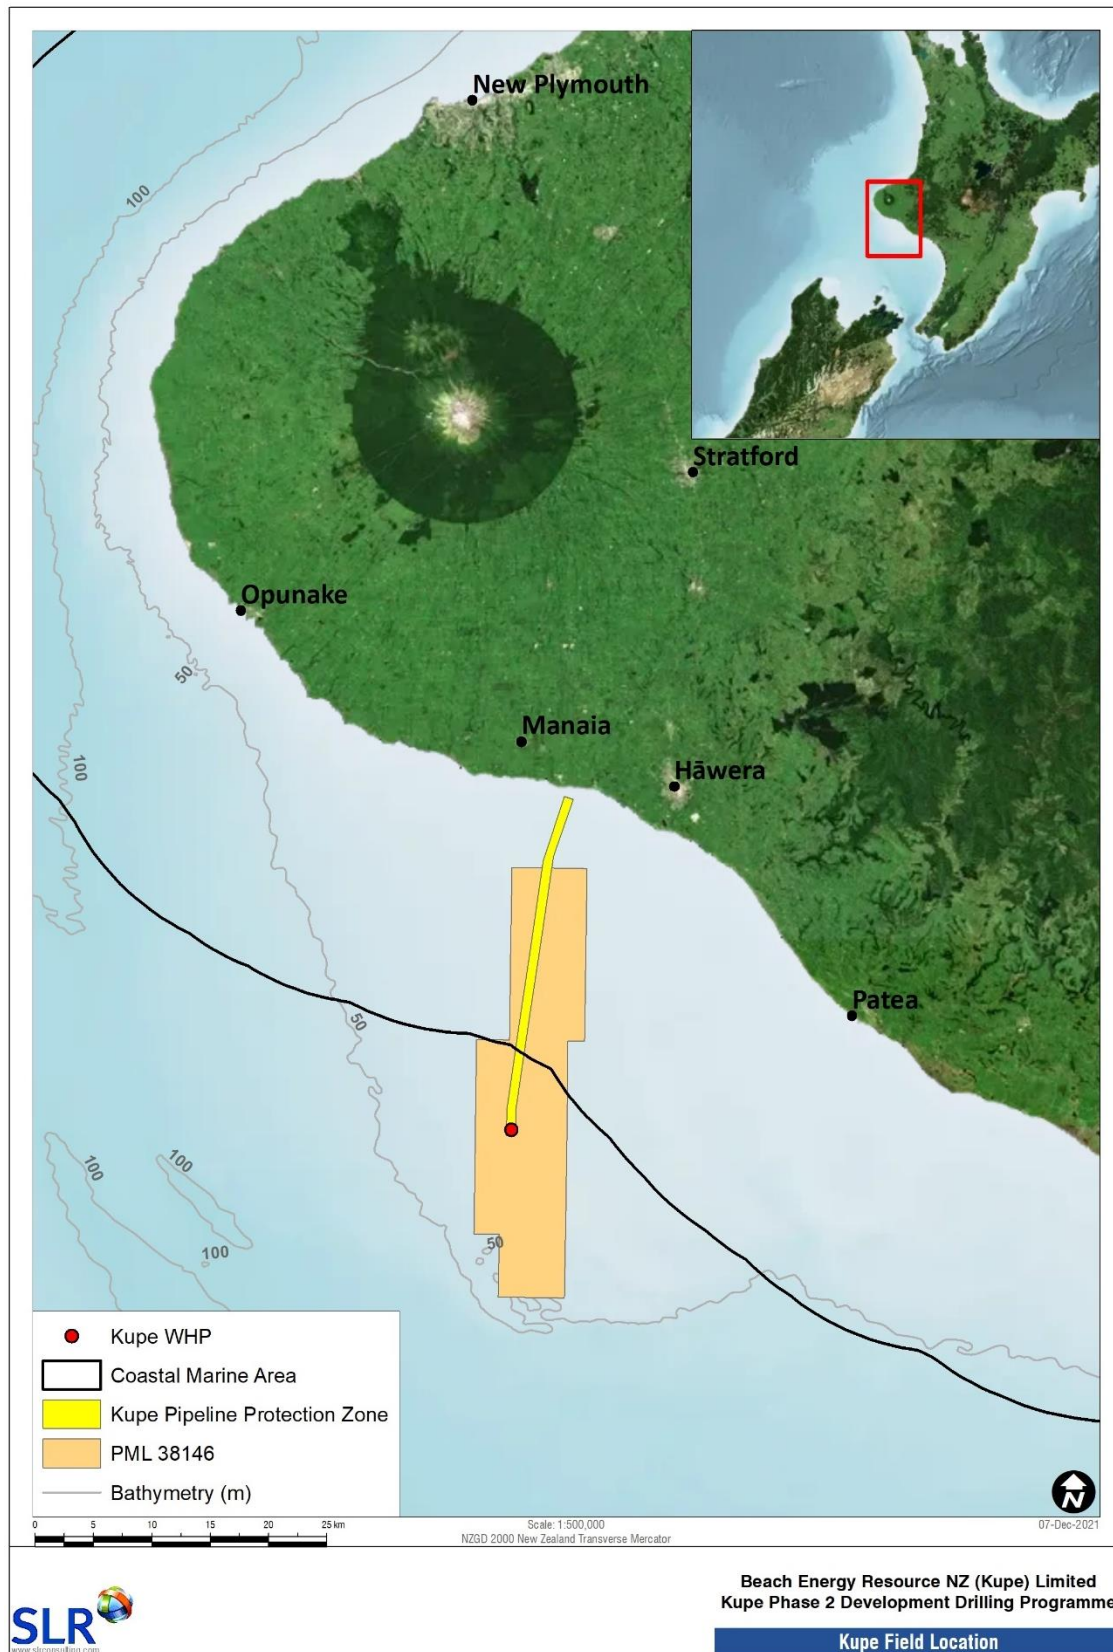 New Plymouth
100
Stratford
Opunake
50
Manaia
100
Hāwera
Patea
50
100
100
100
50
Kupe WHP
Coastal Marine Area
Kupe Pipeline Protection Zone
PML 38146
Bathymetry (m)
N
0 5 10 15 20 25 km
Scale: 1:500,000
07-Dec-2021
NZGD 2000 New Zealand Transverse Mercator
Beach Energy Resource NZ (Kupe) Limited
Kupe Phase 2 Development Drilling Programme
SLR
www.slrconsulting.com
Kupe Field Location